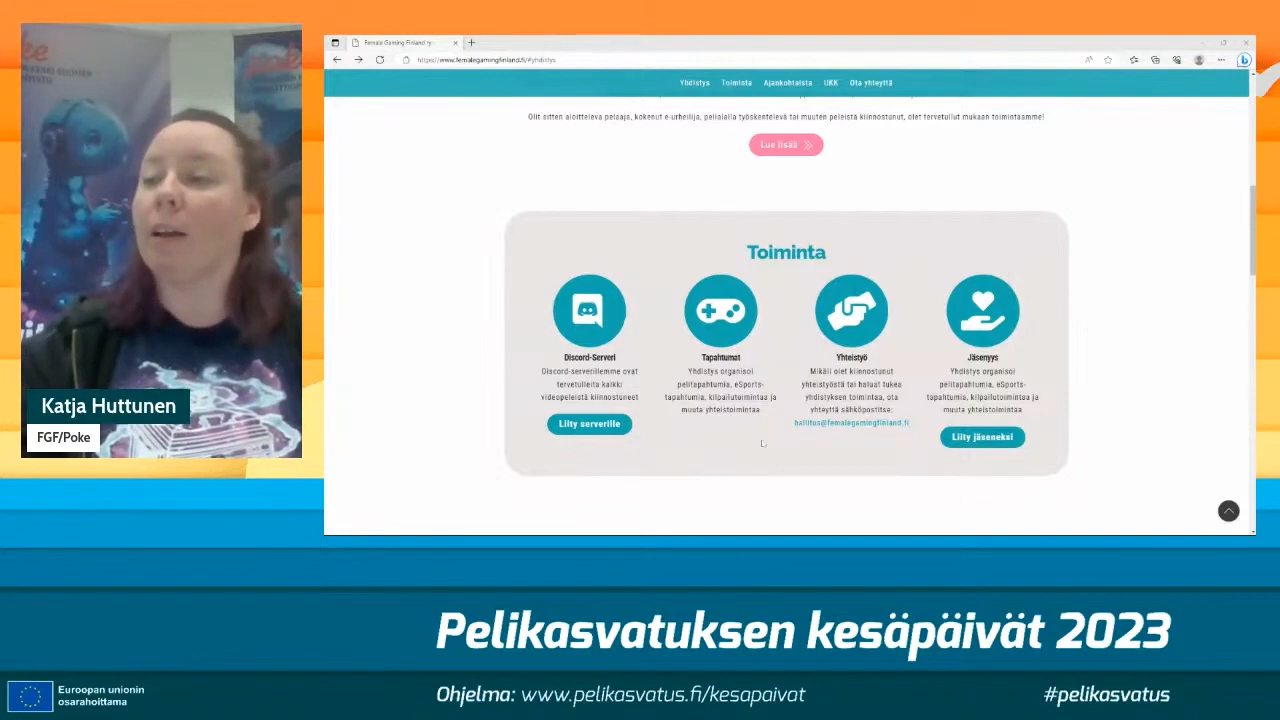 Female Gaming Finland ry
https://www.femalegamingfinland.fi/#yhdistys
Yhdistys Toiminta Ajankohtaista UKK Ota yhteyttä
Olit sitten aloitteleva pelaaja, kokenut e-urheilija, pelialalla työskentelevä tai muuten peleistä kiinnostunut, olet tervetullut mukaan toimintaamme!
Lue lisää
Toiminta
Discord-Serveri
Discord-serverillemme ovat
tervetulleita kaikki
videopeleistä kiinnostuneet
Liity serverille
Tapahtumat
Yhdistys organisoi
pelitapahtumia, eSports-
tapahtumia, kilpailutoimintaa ja
muuta yhteistoimintaa
Yhteistyö
Mikäli olet kiinnostunut
yhteistyöstä tai haluat tukea
yhdistyksen toimintaa, ota
yhteyttä sähköpostitse:
hallitus@femalegamingfinland.fi
Jäsenyys
Yhdistys organisoi
pelitapahtumia, eSports-
tapahtumia, kilpailutoimintaa ja
muuta yhteistoimintaa
Liity jäseneksi
Katja Huttunen
FGF/Poke
Pelikasvatuksen kesäpäivät 2023
Euroopan unionin
osarahoittama
Ohjelma: www.pelikasvatus.fi/kesapaivat
#pelikasvatus